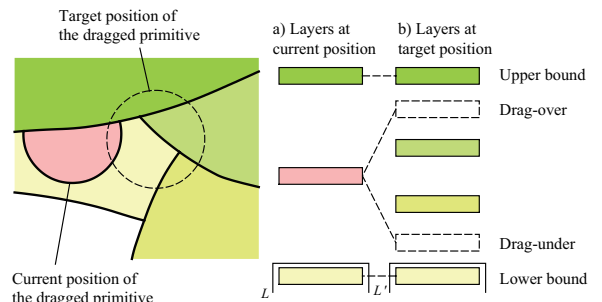 Target position of
the dragged primitive
a) Layers at
current position
b) Layers at
target position
Upper bound
Drag-over
Drag-under
Lower bound
L
L'
Current position of
the dragged primitive